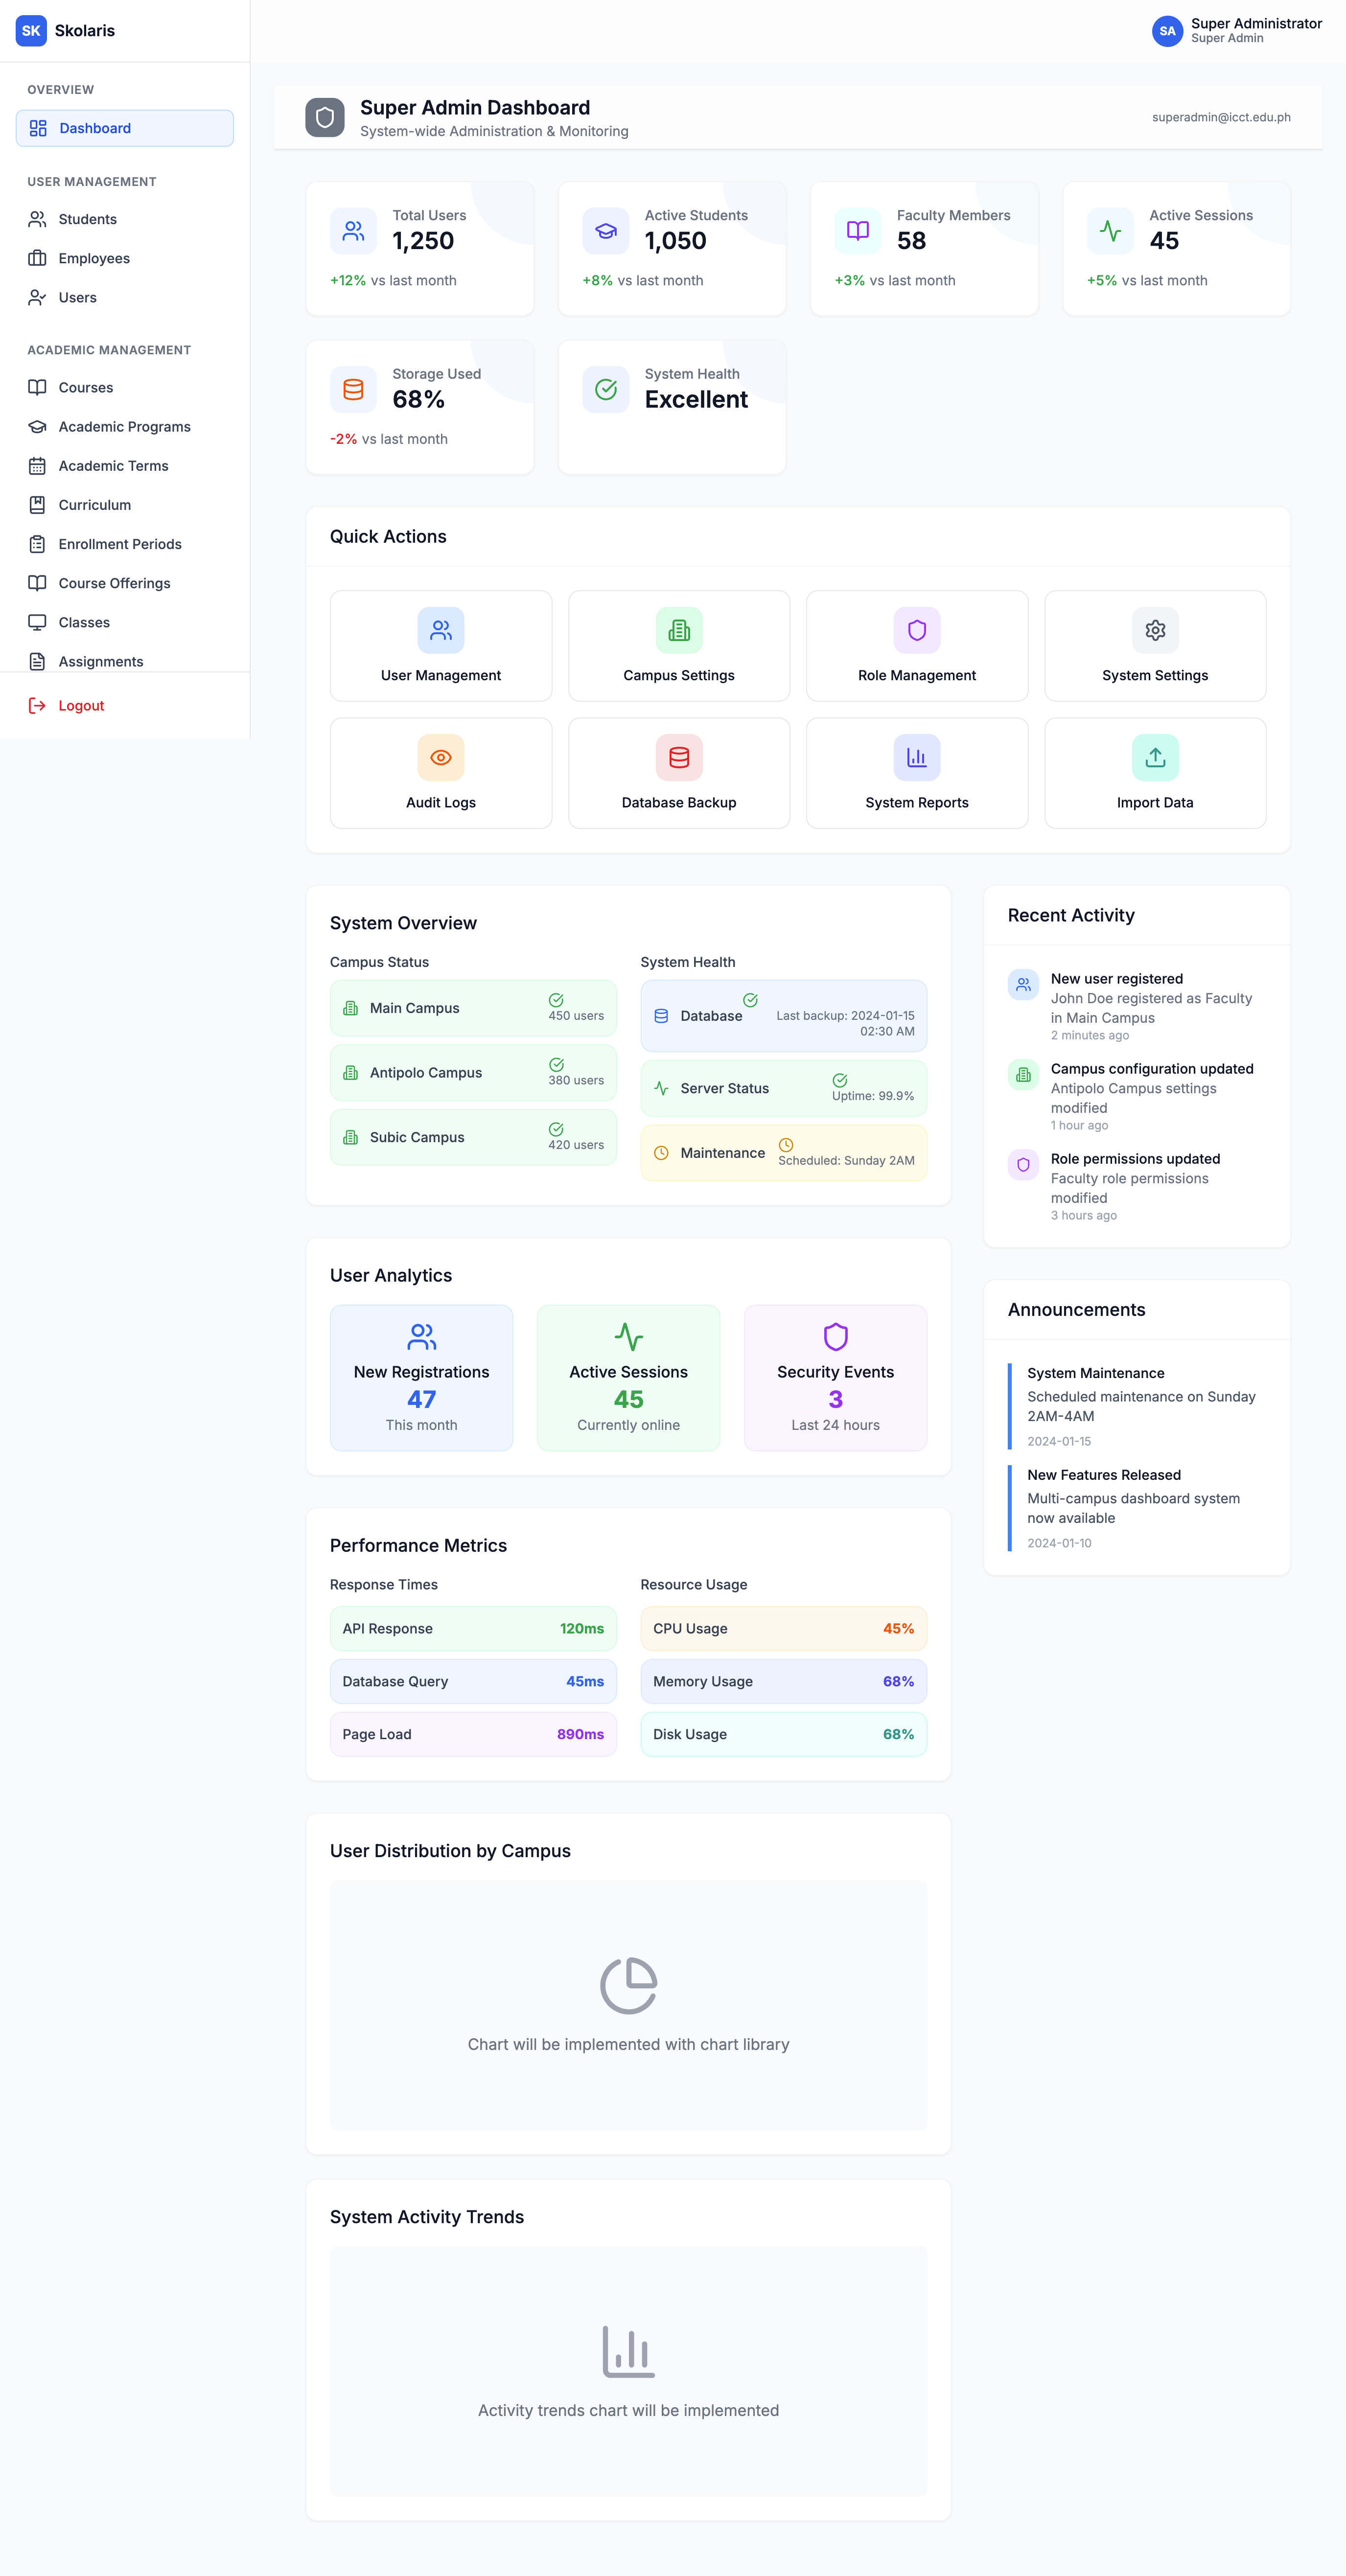 SK
Skolaris
SA
Super Administrator
Super Admin
OVERVIEW
Dashboard
USER MANAGEMENT
Students
Employees
Users
ACADEMIC MANAGEMENT
Courses
Academic Programs
Academic Terms
Curriculum
Enrollment Periods
Course Offerings
Classes
Assignments
Logout
Super Admin Dashboard
System-wide Administration & Monitoring
superadmin@icct.edu.ph
Total Users
1,250
+12% vs last month
Active Students
1,050
+8% vs last month
Faculty Members
58
+3% vs last month
Active Sessions
45
+5% vs last month
Storage Used
68%
-2% vs last month
System Health
Excellent
Quick Actions
User Management
Campus Settings
Role Management
System Settings
Audit Logs
Database Backup
System Reports
Import Data
System Overview
Campus Status
Main Campus
450 users
Antipolo Campus
380 users
Subic Campus
420 users
System Health
Database
Last backup: 2024-01-15
02:30 AM
Server Status
Uptime: 99.9%
Maintenance
Scheduled: Sunday 2AM
Recent Activity
New user registered
John Doe registered as Faculty
in Main Campus
2 minutes ago
Campus configuration updated
Antipolo Campus settings
modified
1 hour ago
Role permissions updated
Faculty role permissions
modified
3 hours ago
User Analytics
New Registrations
47
This month
Active Sessions
45
Currently online
Security Events
3
Last 24 hours
Announcements
System Maintenance
Scheduled maintenance on Sunday
2AM-4AM
2024-01-15
New Features Released
Multi-campus dashboard system
now available
2024-01-10
Performance Metrics
Response Times
API Response 120ms
Database Query 45ms
Page Load 890ms
Resource Usage
CPU Usage 45%
Memory Usage 68%
Disk Usage 68%
User Distribution by Campus
Chart will be implemented with chart library
System Activity Trends
Activity trends chart will be implemented